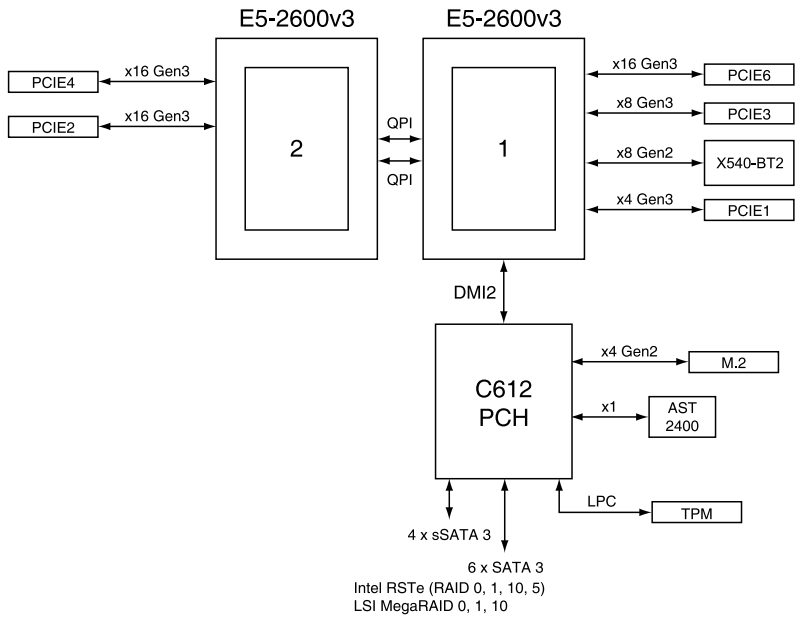 E5-2600v3
E5-2600v3
PCIE4
x16 Gen3
PCIE2
x16 Gen3
2
QPI
QPI
1
x16 Gen3
PCIE6
x8 Gen3
PCIE3
x8 Gen2
X540-BT2
x4 Gen3
PCIE1
DMI2
C612
PCH
x4 Gen2
M.2
x1
AST
2400
LPC
TPM
4 x sSATA 3
6 x SATA 3
Intel RSTe (RAID 0, 1, 10, 5)
LSI MegaRAID 0, 1, 10